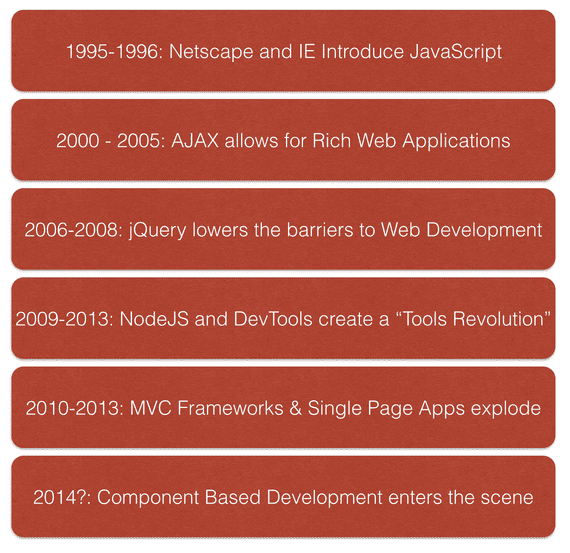 1995-1996: Netscape and IE Introduce JavaScript
2000 - 2005: AJAX allows for Rich Web Applications
2006-2008: jQuery lowers the barriers to Web Development
2009-2013: NodeJS and DevTools create a “Tools Revolution”
2010-2013: MVC Frameworks & Single Page Apps explode
2014?: Component Based Development enters the scene